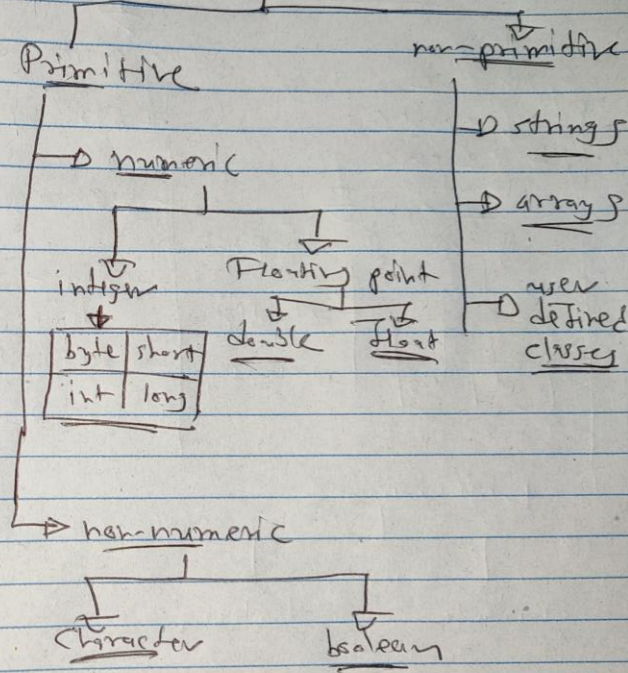 Primitive
non-primitive
numeric
strings
arrays
integer
Floating point
user
defined
classes
byte short
int long
double
float
non-numeric
Character
boolean